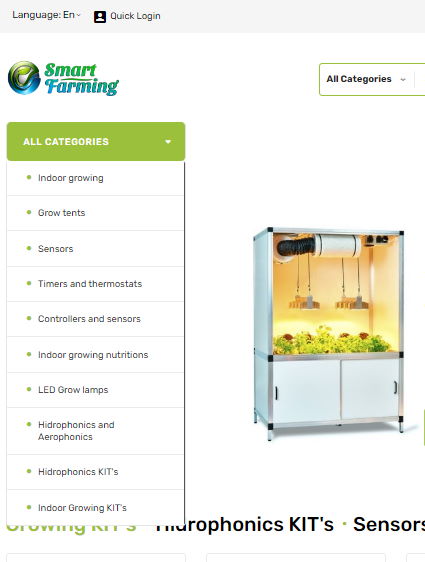 Language: En
Quick Login
Smart
Farming
All Categories
ALL CATEGORIES
Indoor growing
Grow tents
Sensors
Timers and thermostats
Controllers and sensors
Indoor growing nutritions
LED Grow lamps
Hidrophonics and
Aerophonics
Hidrophonics KIT's
Indoor Growing KIT's
Growing KIT's Hidrophonics KIT's · Sensors